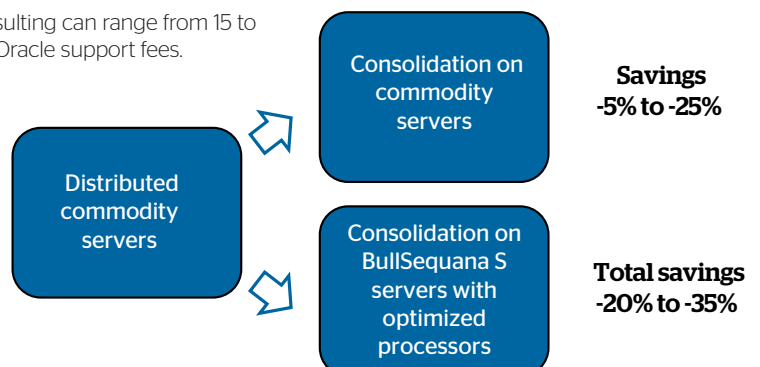 sulting can range from 15 to
Oracle support fees.
Consolidation on
commodity
servers
Savings
-5% to -25%
Distributed
commodity
servers
Consolidation on
BullSequana S
servers with
optimized
processors
Total savings
-20% to -35%